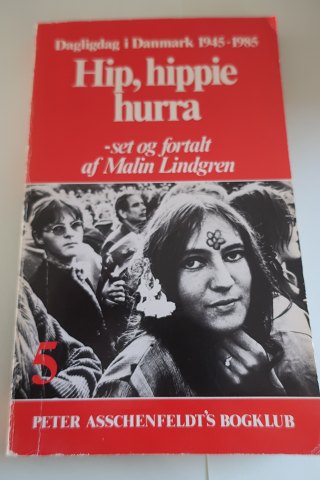 Dagligdag i Danmark 1945-1985
Hip, hippie
hurra
-set og fortalt
af Malin Lindgren
5
PETER ASSCHENFELDT'S BOGKLUB